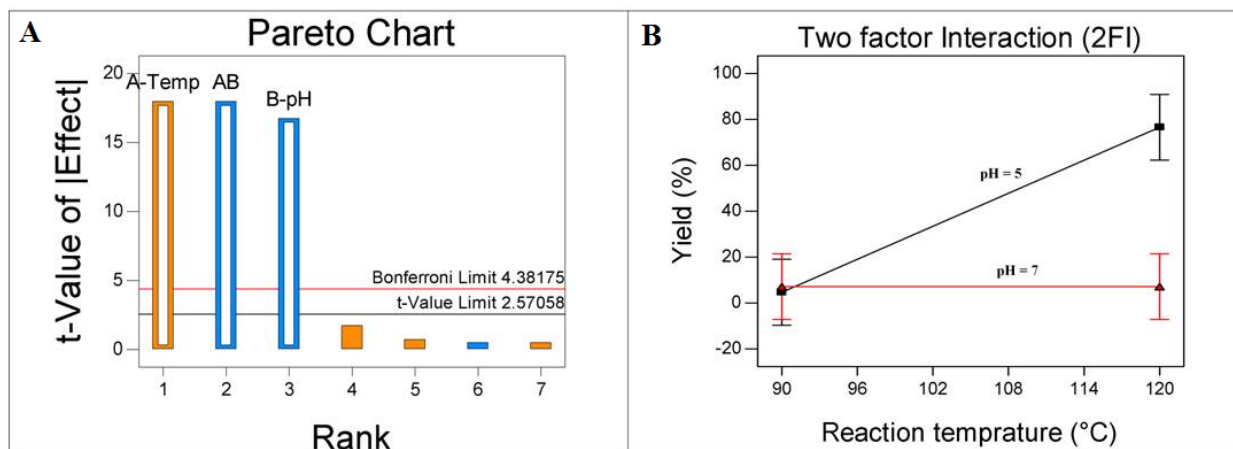 A
Pareto Chart
t-Value of |Effect|
20
15
10
5
0
A-Temp
AB
B-pH
Bonferroni Limit 4.38175
t-Value Limit 2.57058
1 2 3 4 5 6 7
Rank
B
Two factor Interaction (2FI)
Yield (%)
100
80
60
40
20
0
-20
pH = 5
pH = 7
90 96 102 108 114 120
Reaction temprature (°C)